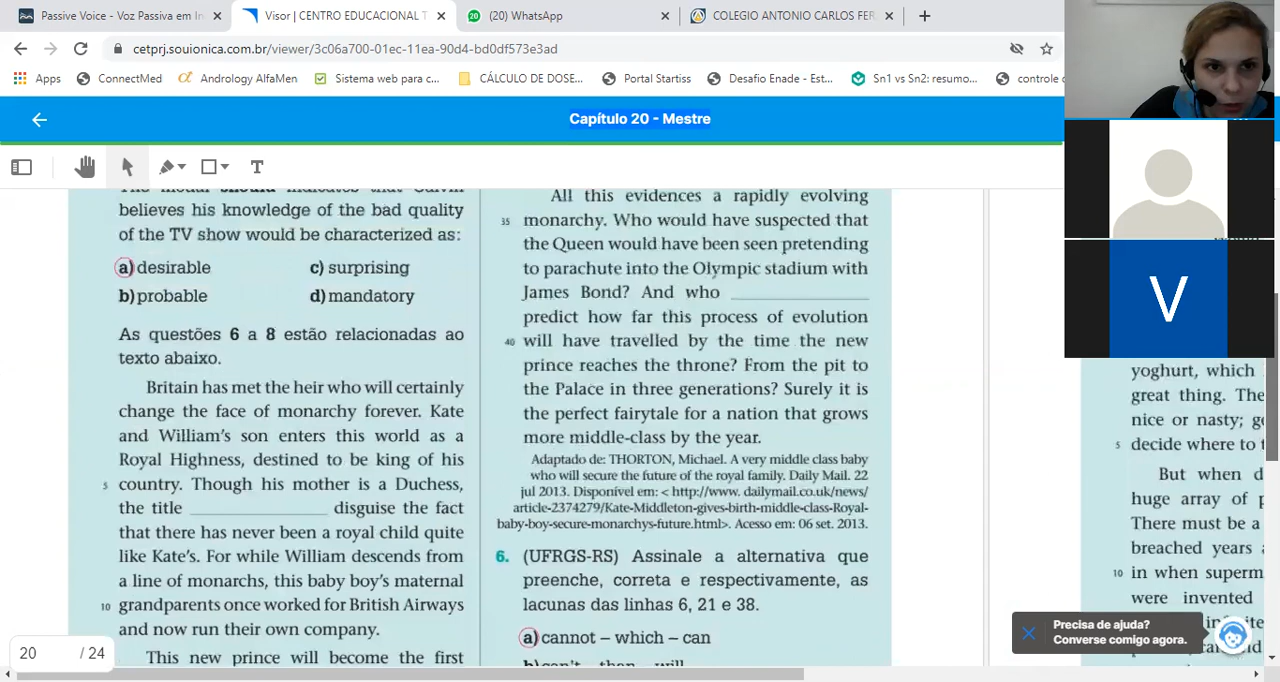 Passive Voice - Voz Passiva em In
Visor | CENTRO EDUCACIONAL T
20
(20) WhatsApp
COLEGIO ANTONIO CARLOS FER
cetprj.souionica.com.br/viewer/3c06a700-01ec-11ea-90d4-bd0df573e3ad
Apps
ConnectMed
Andrology AlfaMen
Sistema web para c...
CÁLCULO DE DOSE...
Portal Startiss
Desafio Enade - Est...
Sn1 vs Sn2: resumo...
controle c
Capítulo 20 - Mestre
T
The modal should indicates that Calvin
believes his knowledge of the bad quality
of the TV show would be characterized as:
a) desirable
c) surprising
b) probable
d) mandatory
As questões 6 a 8 estão relacionadas ao
texto abaixo.
Britain has met the heir who will certainly
change the face of monarchy forever. Kate
and William's son enters this world as a
Royal Highness, destined to be king of his
5 country. Though his mother is a Duchess,
the title ____________ disguise the fact
that there has never been a royal child quite
like Kate's. For while William descends from
a line of monarchs, this baby boy's maternal
10 grandparents once worked for British Airways
and now run their own company.
This new prince will become the first
All this evidences a rapidly evolving
35 monarchy. Who would have suspected that
the Queen would have been seen pretending
to parachute into the Olympic stadium with
James Bond? And who ____________
predict how far this process of evolution
40 will have travelled by the time the new
prince reaches the throne? From the pit to
the Palace in three generations? Surely it is
the perfect fairytale for a nation that grows
more middle-class by the year.
Adaptado de: THORTON, Michael. A very middle class baby
who will secure the future of the royal family. Daily Mail. 22
jul 2013. Disponível em: < http://www. dailymail.co.uk/news/
article-2374279/Kate-Middleton-gives-birth-middle-class-Royal-
baby-boy-secure-monarchys-future.html>. Acesso em: 06 set. 2013.
6. (UFRGS-RS) Assinale a alternativa que
preenche, correta e respectivamente, as
lacunas das linhas 6, 21 e 38.
a) cannot – which – can
b) can't – than – will
V
yoghurt, which
great thing. The
nice or nasty; g
5 decide where to t
But when d
huge array of p
There must be a
breached years a
10 in when superm
were invented
Precisa de ajuda?
Converse comigo agora.
20 / 24